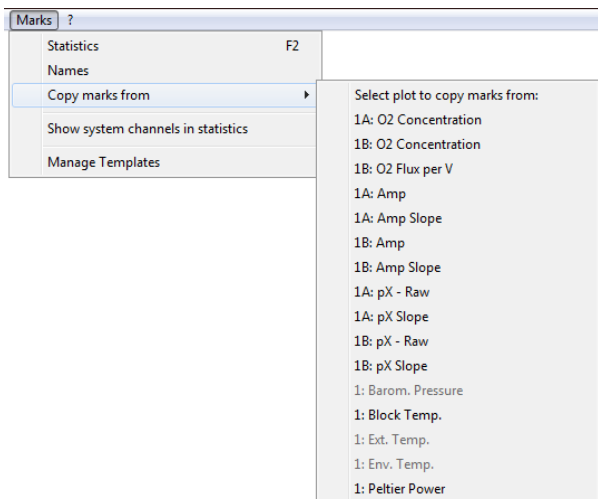 Marks ?
Statistics F2
Names
Copy marks from
Show system channels in statistics
Manage Templates
Select plot to copy marks from:
1A: O2 Concentration
1B: O2 Concentration
1B: O2 Flux per V
1A: Amp
1A: Amp Slope
1B: Amp
1B: Amp Slope
1A: pX - Raw
1A: pX Slope
1B: pX - Raw
1B: pX Slope
1: Barom. Pressure
1: Block Temp.
1: Ext. Temp.
1: Env. Temp.
1: Peltier Power